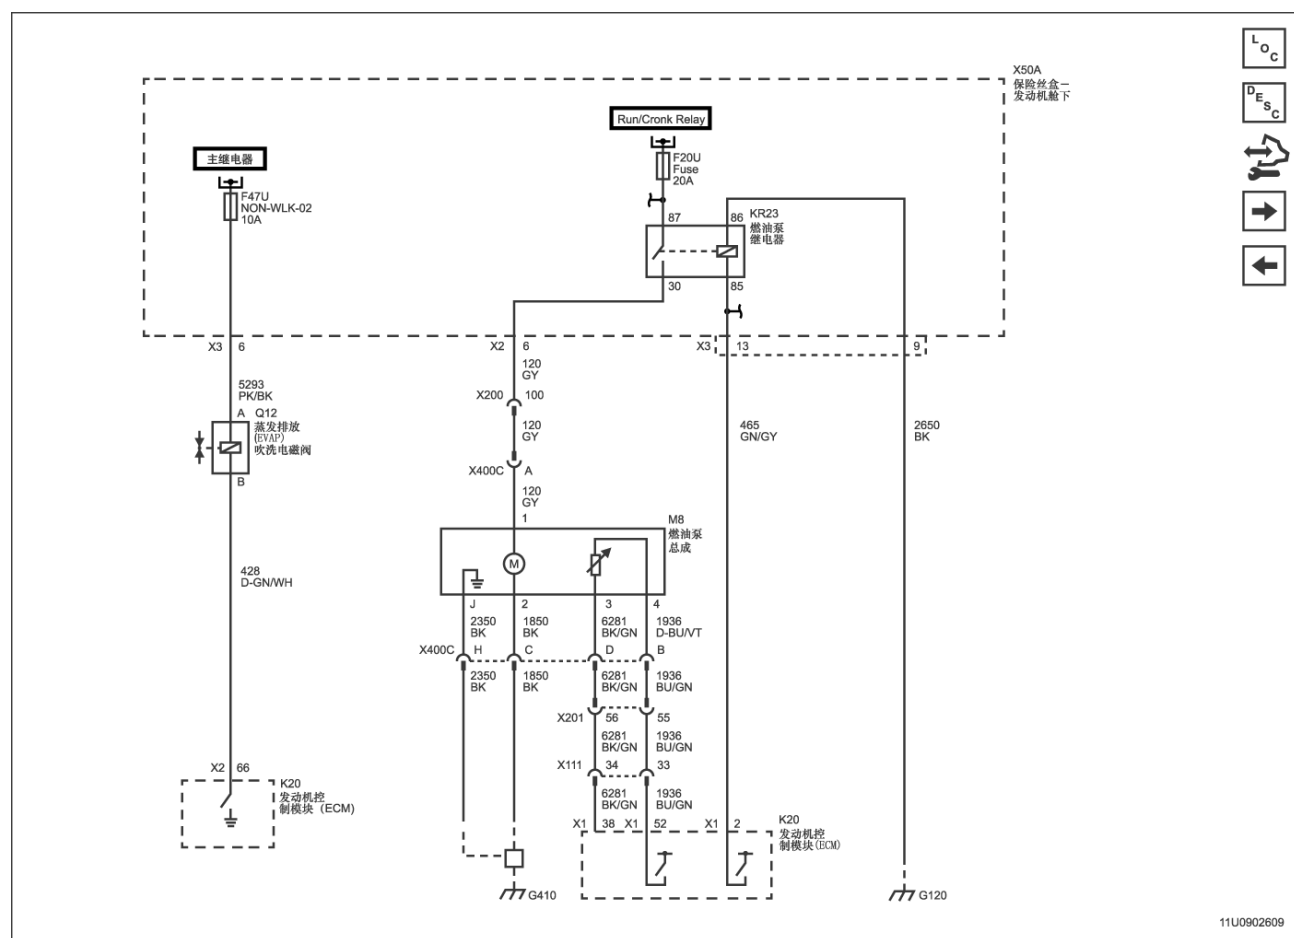 L
O
C
X50A
保险丝盒－
发动机舱下
D
E
S
C
Run/Cronk Relay
主继电器
F20U
Fuse
20A
F47U
NON-WLK-02
10A
87
86
KR23
燃油泵
继电器
30
85
X3 6
X2 6
X3 13
9
120
GY
5293
PK/BK
X200 100
A Q12
蒸发排放
(EVAP)
吹洗电磁阀
B
120
GY
465
GN/GY
2650
BK
X400C A
120
GY
1
M8
燃油泵
总成
M
428
D-GN/WH
J 2 3 4
2350
BK
1850
BK
6281
BK/GN
1936
D-BU/VT
X400C H C D B
2350
BK
1850
BK
6281
BK/GN
1936
BU/GN
X201 56 55
6281
BK/GN
1936
BU/GN
X111 34 33
6281
BK/GN
1936
BU/GN
X2 66
K20
发动机控
制模块 (ECM)
X1 38 X1 52 X1 2
K20
发动机控
制模块(ECM)
G410
G120
11U0902609